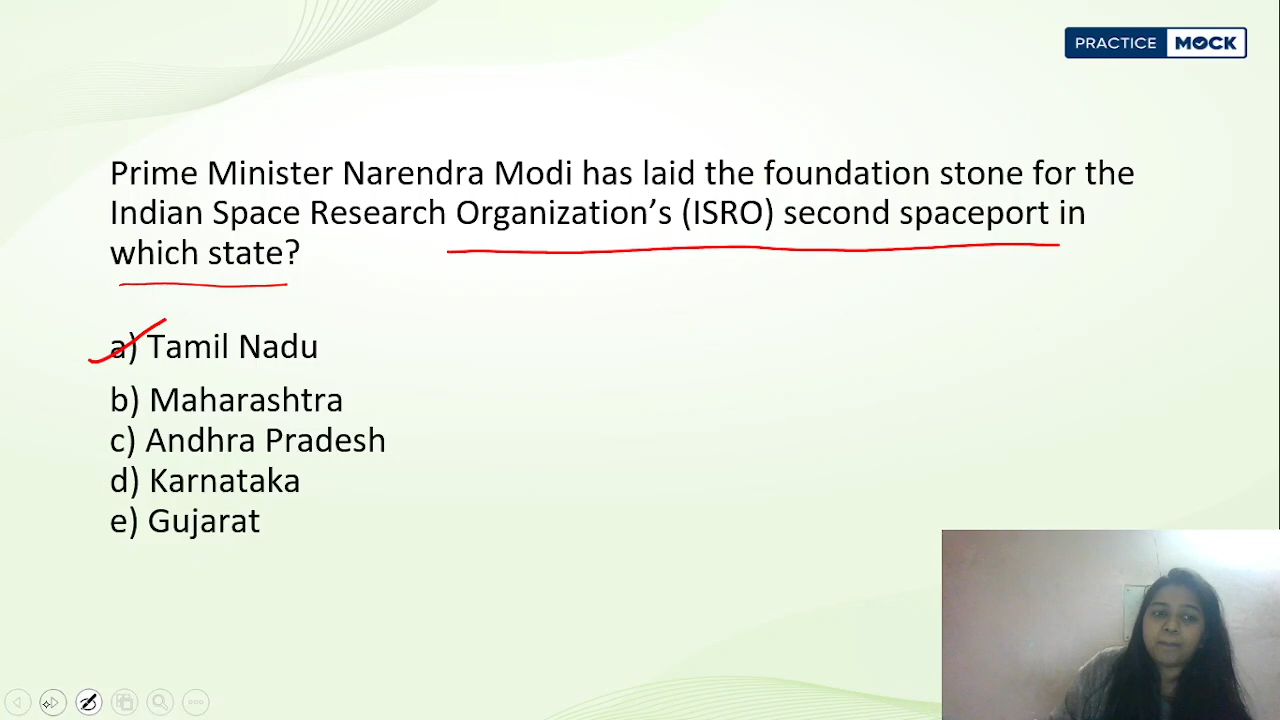 PRACTICE MOCK
Prime Minister Narendra Modi has laid the foundation stone for the
Indian Space Research Organization’s (ISRO) second spaceport in
which state?
a) Tamil Nadu
b) Maharashtra
c) Andhra Pradesh
d) Karnataka
e) Gujarat